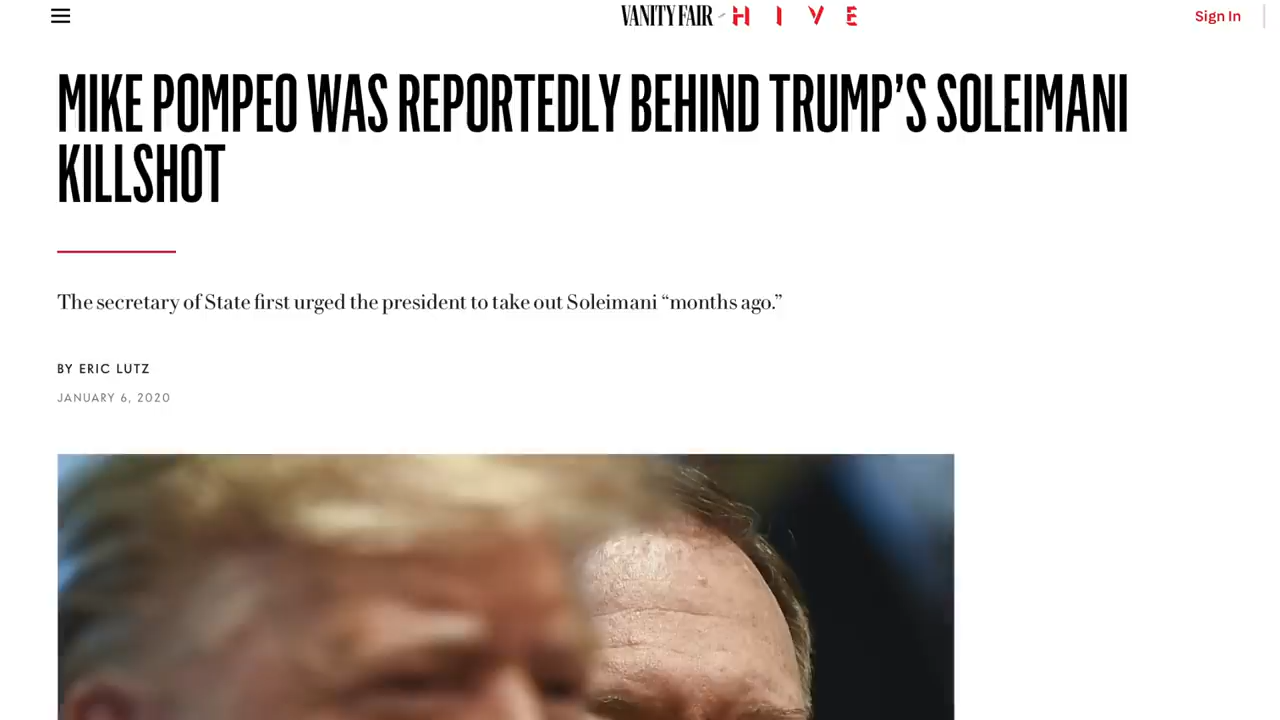 VANITY FAIR HIVE
Sign In
MIKE POMPEO WAS REPORTEDLY BEHIND TRUMP’S SOLEIMANI
KILLSHOT
The secretary of State first urged the president to take out Soleimani “months ago.”
BY ERIC LUTZ
JANUARY 6, 2020